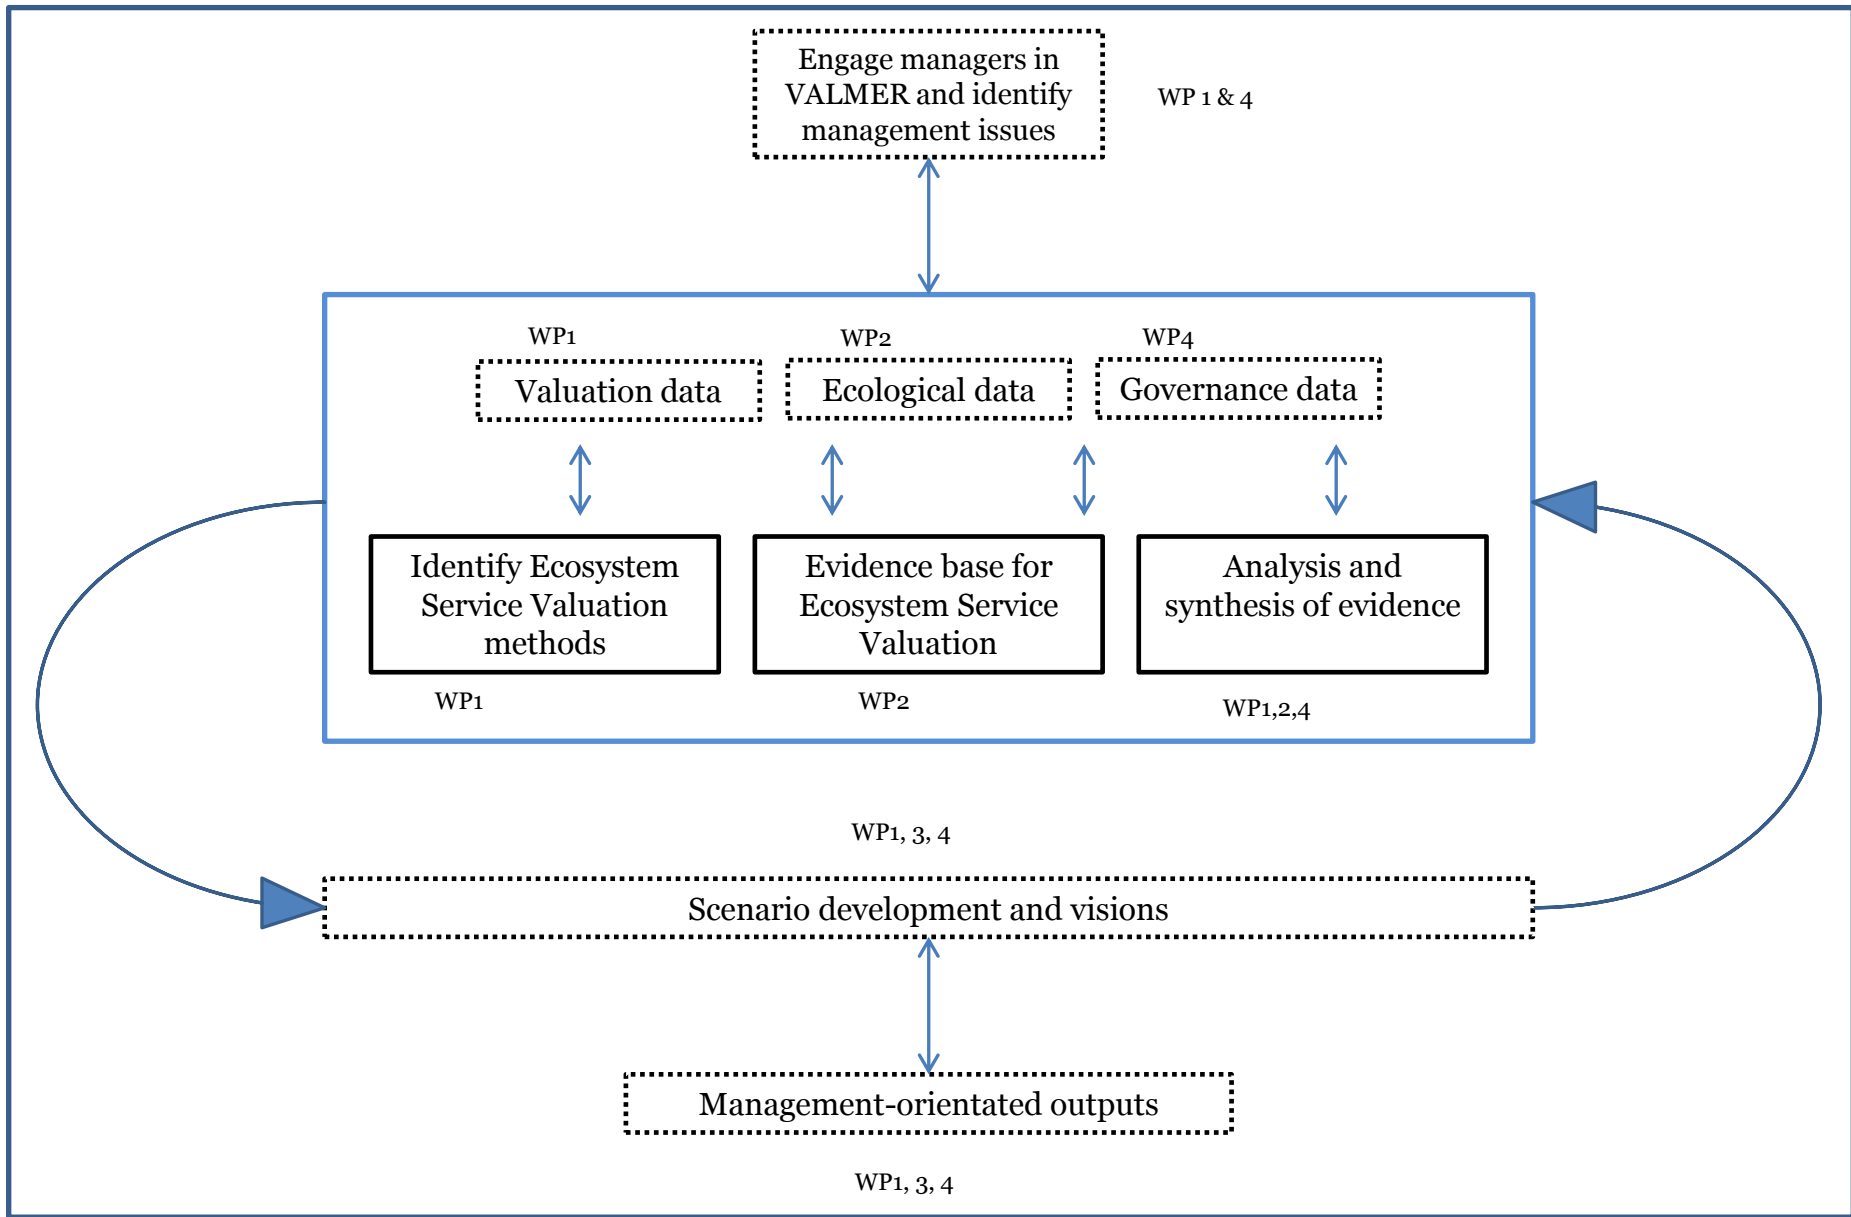 Engage managers in
VALMER and identify
management issues
WP 1 & 4
WP1
WP2
WP4
Valuation data
Ecological data
Governance data
Identify Ecosystem
Service Valuation
methods
Evidence base for
Ecosystem Service
Valuation
Analysis and
synthesis of evidence
WP1
WP2
WP1,2,4
WP1, 3, 4
Scenario development and visions
Management-orientated outputs
WP1, 3, 4